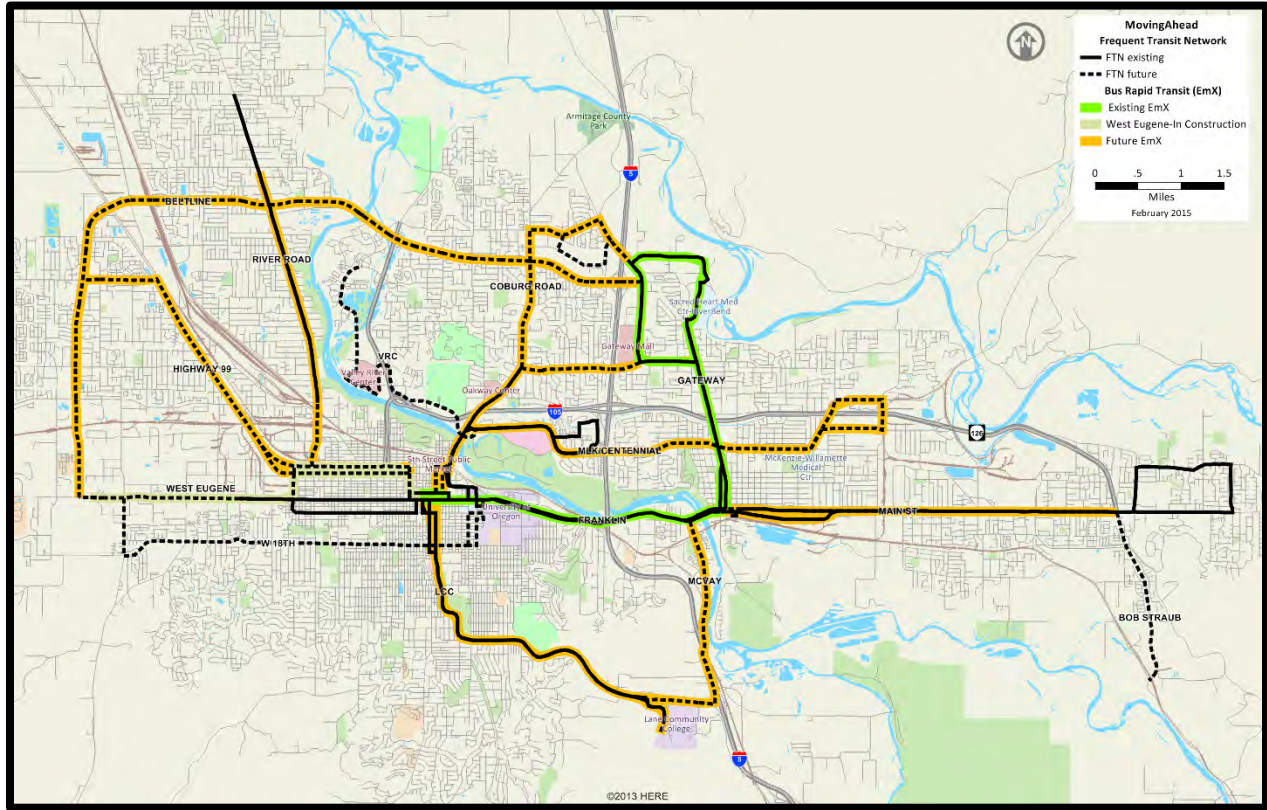 N
MovingAhead
Frequent Transit Network
FTN existing
FTN future
Bus Rapid Transit (EmX)
Existing EmX
West Eugene-In Construction
Future EmX
0 .5 1 1.5
Miles
February 2015
Armitage County
Park
5
BELTLINE
RIVER ROAD
COBURG ROAD
Sacred Heart Med
Ctr-RiverBend
Gateway Mall
HIGHWAY 99
VRC
Valley River
Center
GATEWAY
Oakway Center
105
126
MLK/CENTENNIAL
5th Street Public
McKenzie-Willamette
Medical
Ctr
WEST EUGENE
University of
Oregon
FRANKLIN
MAIN ST
W 18TH
LCC
MCVAY
BOB STRAUB
Lane Community
College
5
©2013 HERE